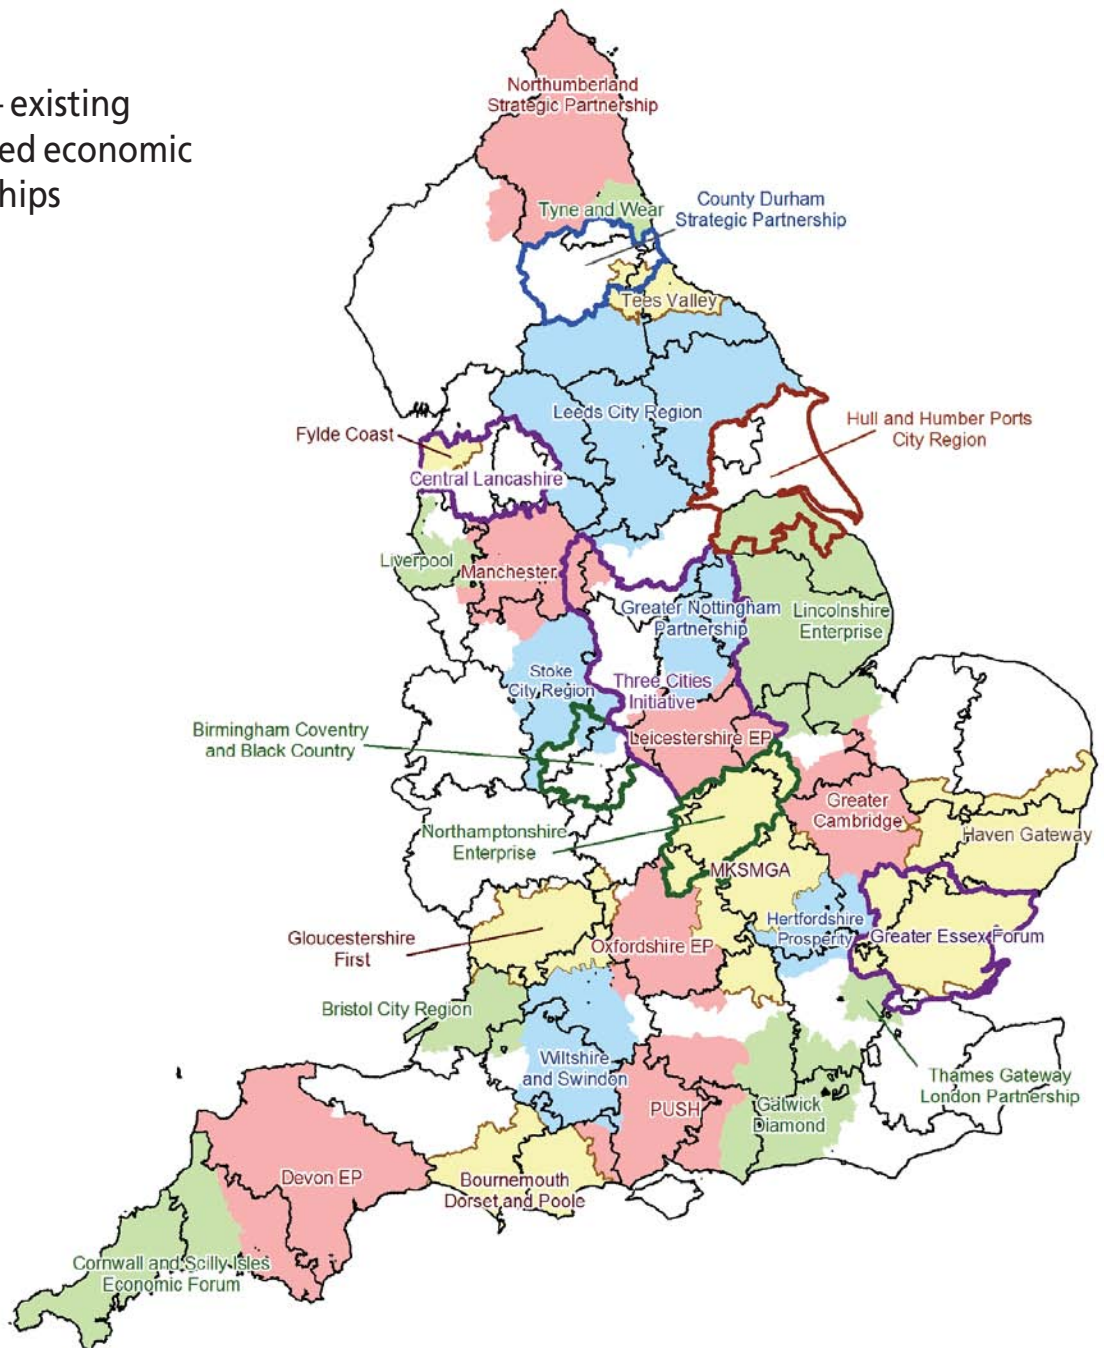 - existing
ed economic
hips
Northumberland
Strategic Partnership
Tyne and Wear
County Durham
Strategic Partnership
Tees Valley
Leeds City Region
Fylde Coast
Hull and Humber Ports
City Region
Central Lancashire
Liverpool
Manchester
Greater Nottingham
Partnership
Lincolnshire
Enterprise
Stoke
City Region
Three Cities
Initiative
Birmingham Coventry
and Black Country
Leicestershire EP
Greater
Cambridge
Northamptonshire
Enterprise
Haven Gateway
MKSMGA
Hertfordshire
Prosperity
Greater Essex Forum
Gloucestershire
First
Oxfordshire EP
Bristol City Region
Wiltshire
and Swindon
Thames Gateway
London Partnership
PUSH
Gatwick
Diamond
Devon EP
Bournemouth
Dorset and Poole
Cornwall and Scilly Isles
Economic Forum